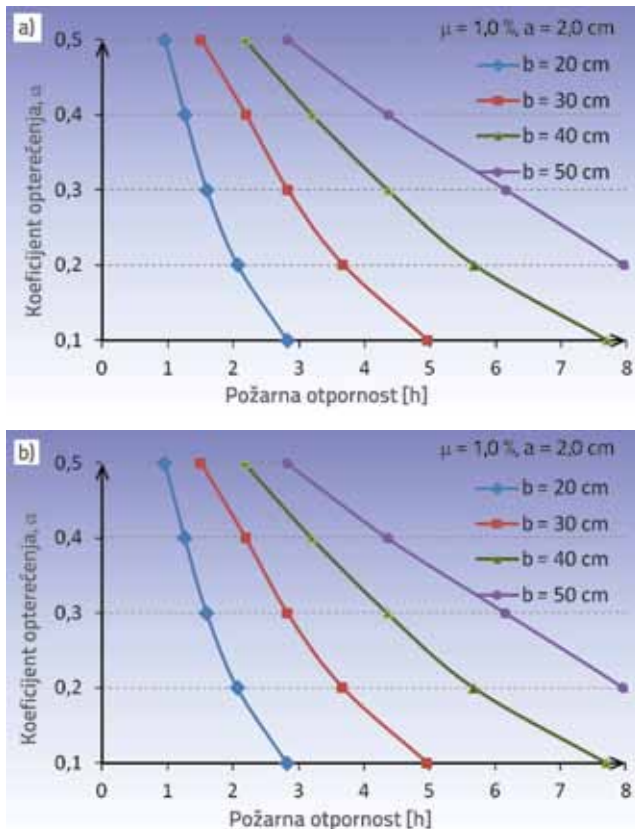 a)
μ = 1,0 %, a = 2,0 cm
b = 20 cm
b = 30 cm
b = 40 cm
b = 50 cm
Koeficijent opterečenja, α
0,5
0,4
0,3
0,2
0,1
0 1 2 3 4 5 6 7 8
Požarna otpornost [h]
b)
μ = 1,0 %, a = 2,0 cm
b = 20 cm
b = 30 cm
b = 40 cm
b = 50 cm
Koeficijent opterečenja, α
0,5
0,4
0,3
0,2
0,1
0 1 2 3 4 5 6 7 8
Požarna otpornost [h]